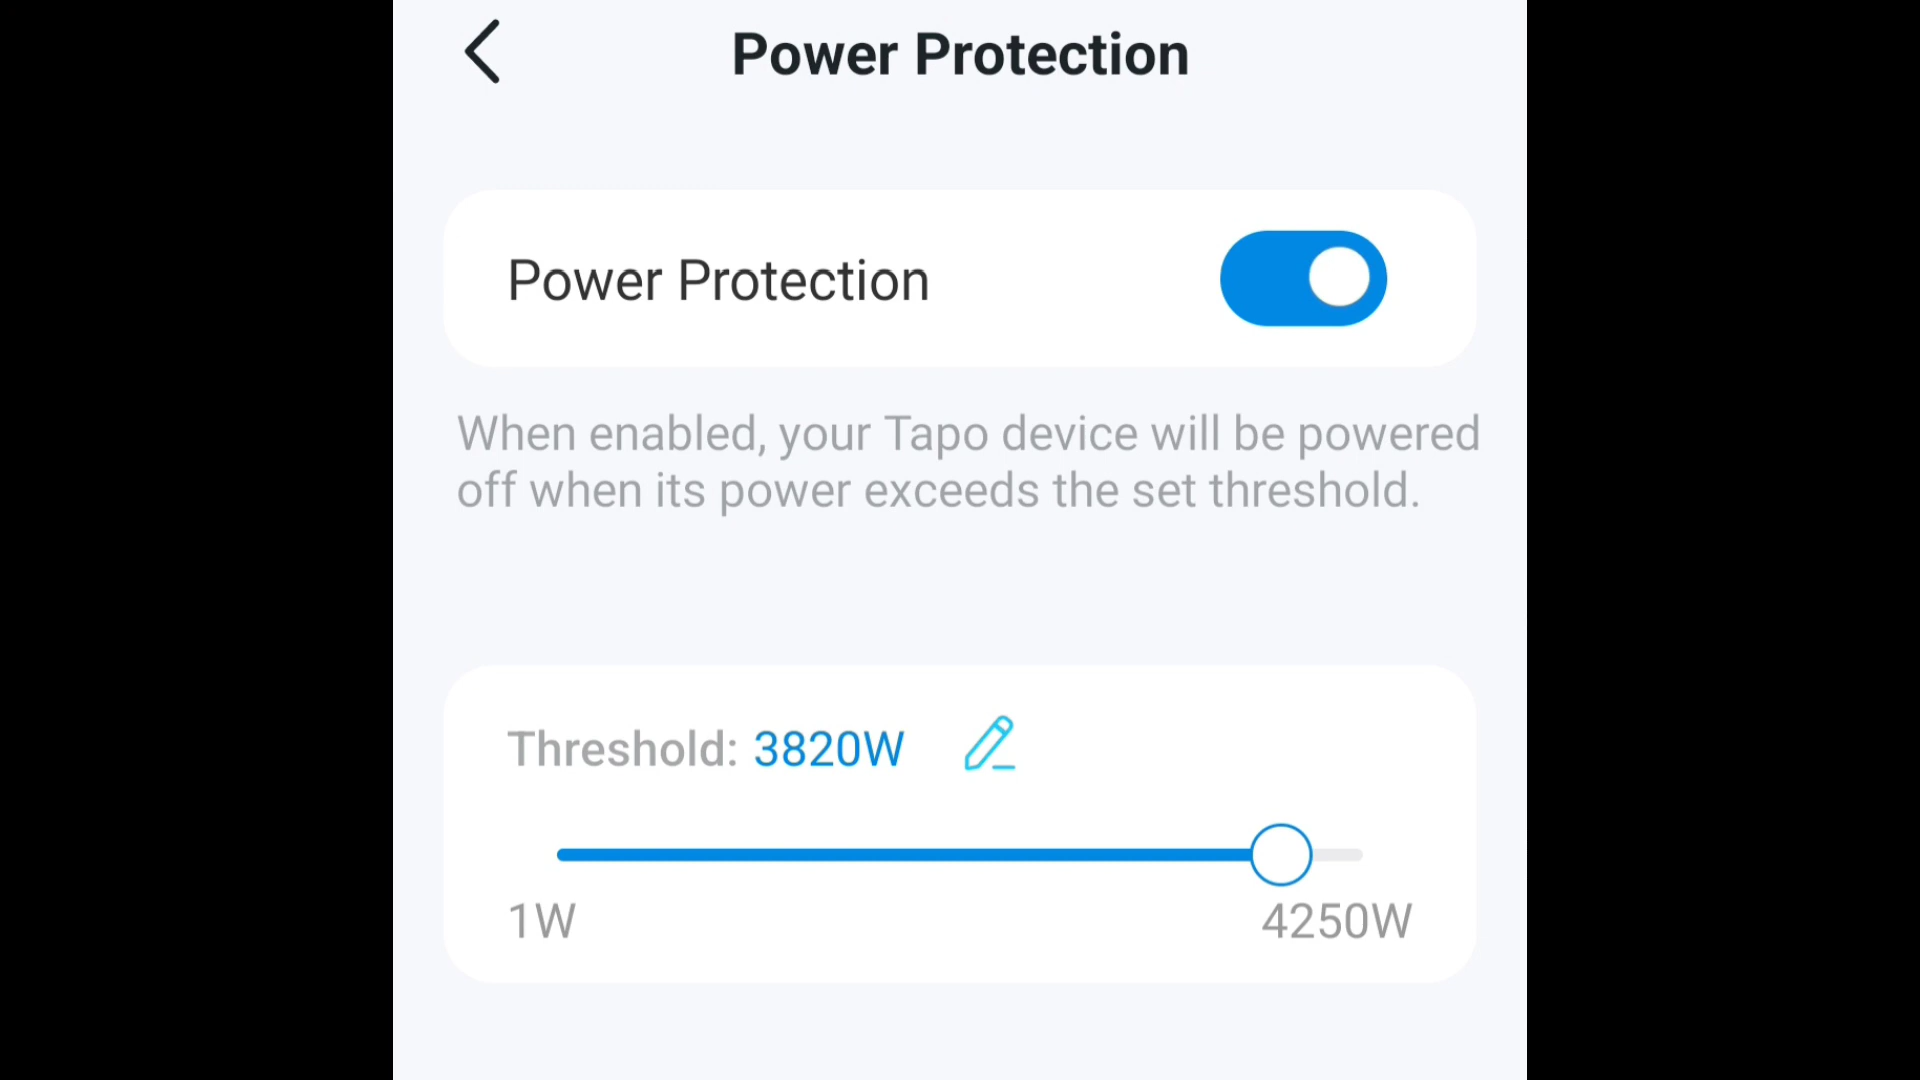 Power Protection
Power Protection
When enabled, your Tapo device will be powered
off when its power exceeds the set threshold.
Threshold: 3820W
1W
4250W